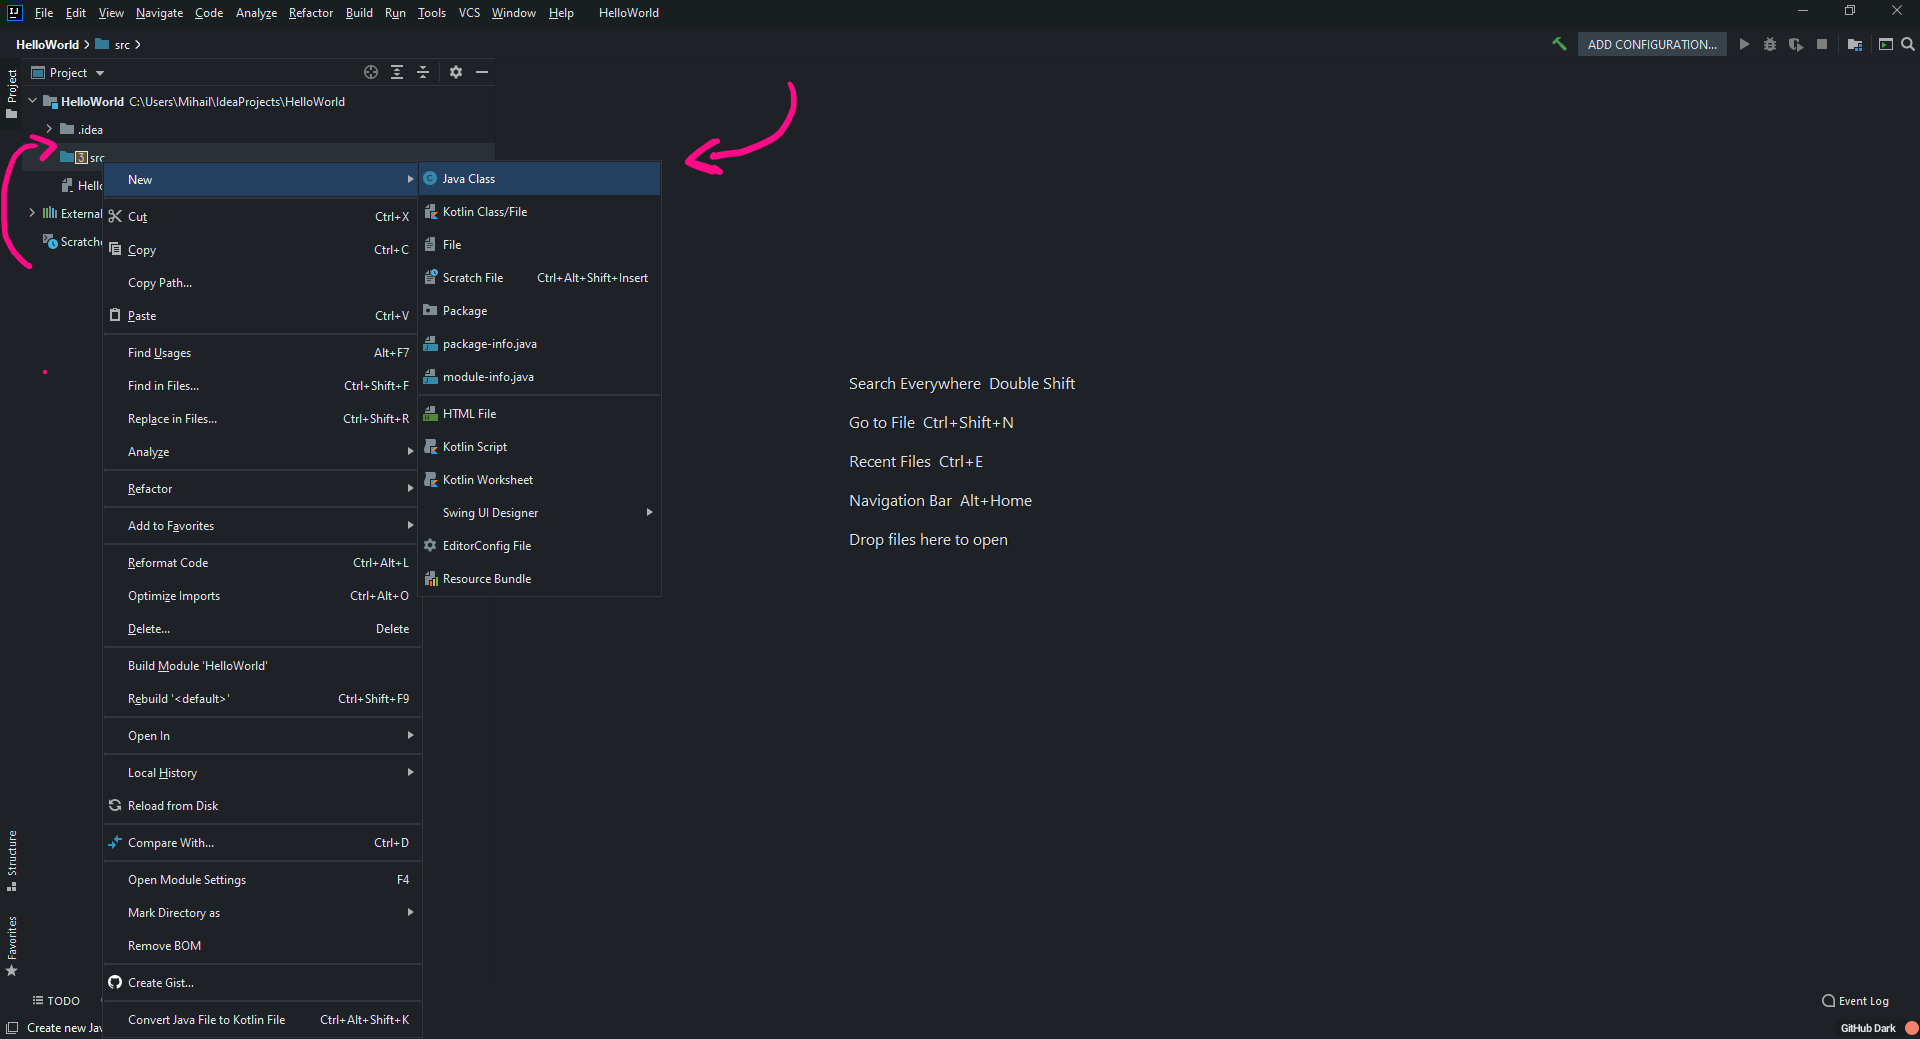 IJ File Edit View Navigate Code Analyze Refactor Build Run Tools VCS Window Help HelloWorld
HelloWorld src ADD CONFIGURATION...
Project
Project
HelloWorld C:\Users\Mihail\IdeaProjects\HelloWorld
.idea
3 src
Hello
External
Scratche
New
Cut Ctrl+X
Copy Ctrl+C
Copy Path...
Paste Ctrl+V
Find Usages Alt+F7
Find in Files... Ctrl+Shift+F
Replace in Files... Ctrl+Shift+R
Analyze
Refactor
Add to Favorites
Reformat Code Ctrl+Alt+L
Optimize Imports Ctrl+Alt+O
Delete... Delete
Build Module 'HelloWorld'
Rebuild '<default>' Ctrl+Shift+F9
Open In
Local History
Reload from Disk
Compare With... Ctrl+D
Open Module Settings F4
Mark Directory as
Remove BOM
Create Gist...
Convert Java File to Kotlin File Ctrl+Alt+Shift+K
Java Class
Kotlin Class/File
File
Scratch File Ctrl+Alt+Shift+Insert
Package
package-info.java
module-info.java
HTML File
Kotlin Script
Kotlin Worksheet
Swing UI Designer
EditorConfig File
Resource Bundle
Search Everywhere Double Shift
Go to File Ctrl+Shift+N
Recent Files Ctrl+E
Navigation Bar Alt+Home
Drop files here to open
Structure
Favorites
TODO
Event Log
Create new Jav
GitHub Dark